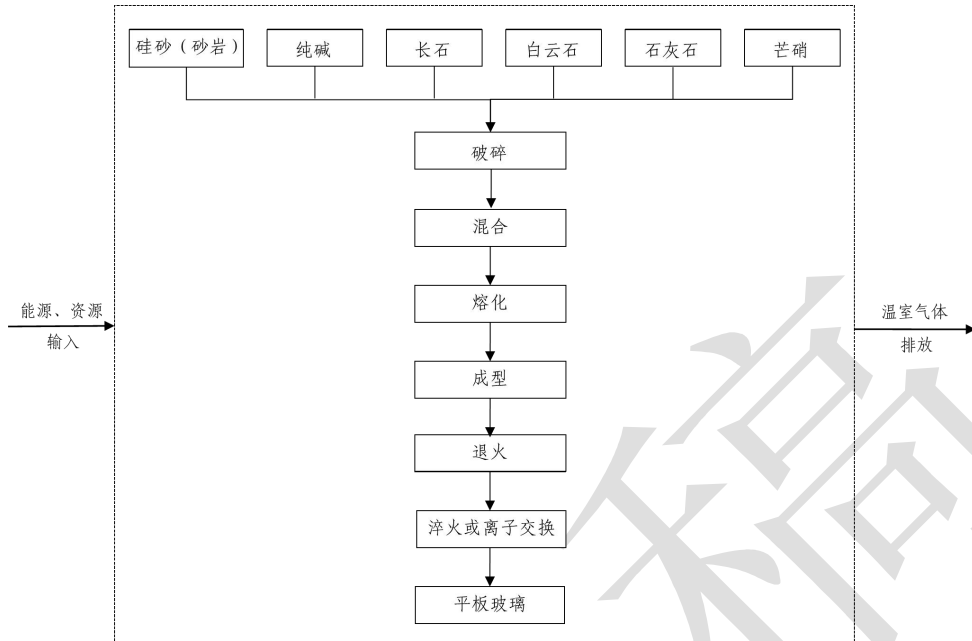 硅砂（砂岩）
纯碱
长石
白云石
石灰石
芒硝
破碎
混合
熔化
成型
退火
淬火或离子交换
平板玻璃
能源、资源
输入
温室气体
排放
稿